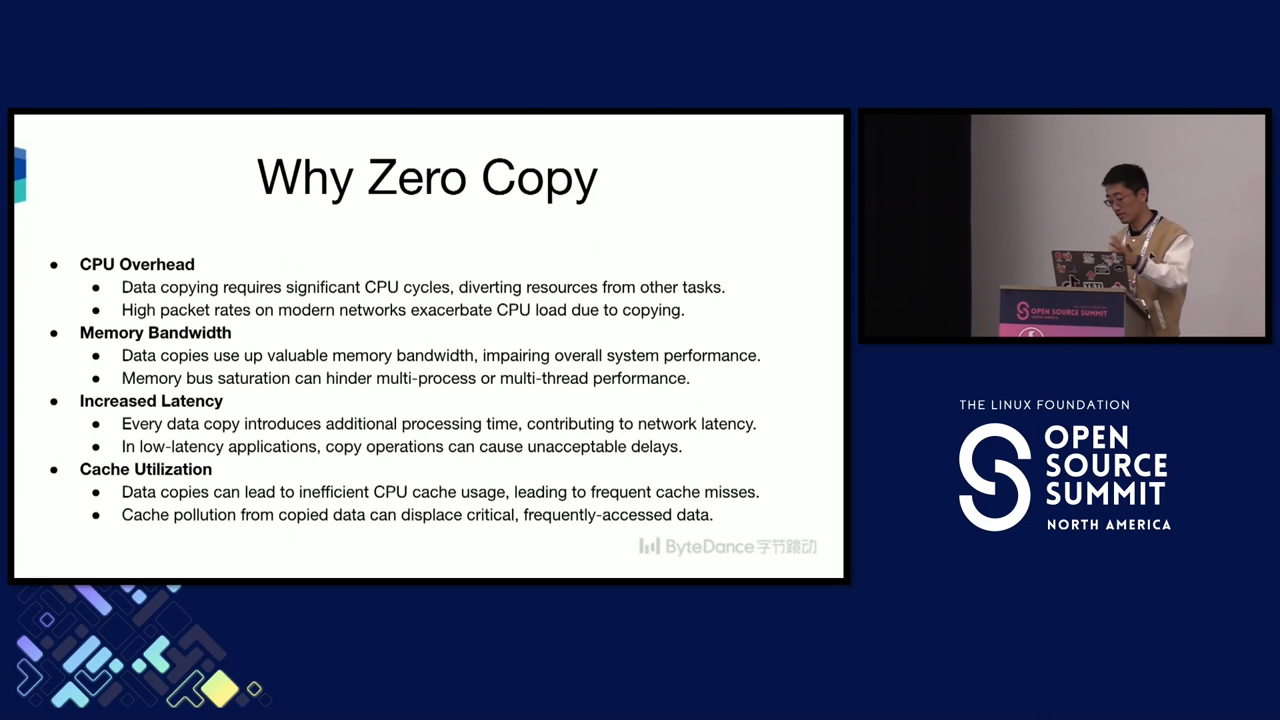 Why Zero Copy
● CPU Overhead
● Data copying requires significant CPU cycles, diverting resources from other tasks.
● High packet rates on modern networks exacerbate CPU load due to copying.
● Memory Bandwidth
● Data copies use up valuable memory bandwidth, impairing overall system performance.
● Memory bus saturation can hinder multi-process or multi-thread performance.
● Increased Latency
● Every data copy introduces additional processing time, contributing to network latency.
● In low-latency applications, copy operations can cause unacceptable delays.
● Cache Utilization
● Data copies can lead to inefficient CPU cache usage, leading to frequent cache misses.
● Cache pollution from copied data can displace critical, frequently-accessed data.
ByteDance字节跳动
YETI
OPEN SOURCE SUMMIT
THE LINUX FOUNDATION
OPEN
SOURCE
SUMMIT
NORTH AMERICA